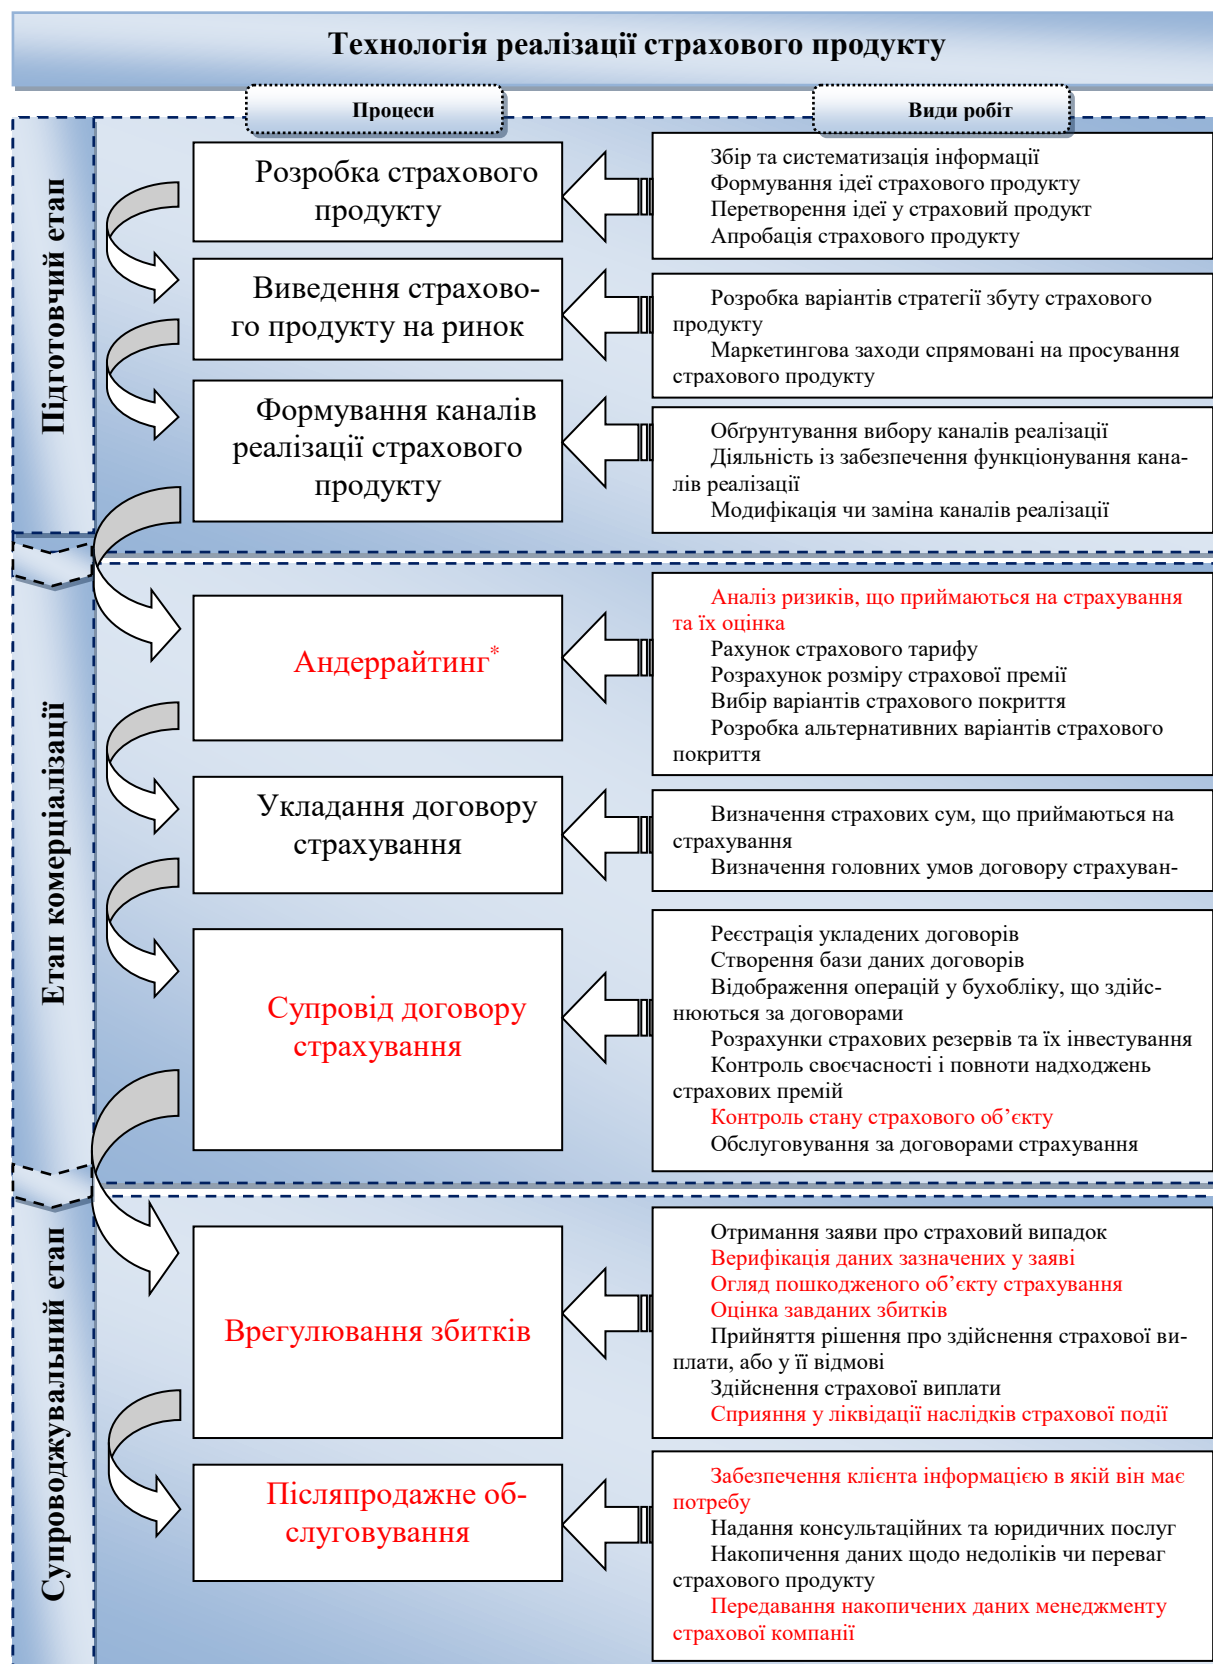 Технологія реалізації страхового продукту
Процеси
Види робіт
Підготовчий етап
Розробка страхового
продукту
Збір та систематизація інформації
Формування ідеї страхового продукту
Перетворення ідеї у страховий продукт
Апробація страхового продукту
Виведення страхово-
го продукту на ринок
Розробка варіантів стратегії збуту страхового
продукту
Маркетингова заходи спрямовані на просування
страхового продукту
Формування каналів
реалізації страхового
продукту
Обґрунтування вибору каналів реалізації
Діяльність із забезпечення функціонування кана-
лів реалізації
Модифікація чи заміна каналів реалізації
Етап комерціалізації
Андеррайтинг*
Аналіз ризиків, що приймаються на страхування
та їх оцінка
Рахунок страхового тарифу
Розрахунок розміру страхової премії
Вибір варіантів страхового покриття
Розробка альтернативних варіантів страхового
покриття
Укладання договору
страхування
Визначення страхових сум, що приймаються на
страхування
Визначення головних умов договору страхуван-
Супровід договору
страхування
Реєстрація укладених договорів
Створення бази даних договорів
Відображення операцій у бухобліку, що здійс-
нюються за договорами
Розрахунки страхових резервів та їх інвестування
Контроль своєчасності і повноти надходжень
страхових премій
Контроль стану страхового об’єкту
Обслуговування за договорами страхування
Супроводжувальний етап
Врегулювання збитків
Отримання заяви про страховий випадок
Верифікація даних зазначених у заяві
Огляд пошкодженого об’єкту страхування
Оцінка завданих збитків
Прийняття рішення про здійснення страхової ви-
плати, або у її відмові
Здійснення страхової виплати
Сприяння у ліквідації наслідків страхової події
Післяпродажне об-
слуговування
Забезпечення клієнта інформацією в якій він має
потребу
Надання консультаційних та юридичних послуг
Накопичення даних щодо недоліків чи переваг
страхового продукту
Передавання накопичених даних менеджменту
страхової компанії